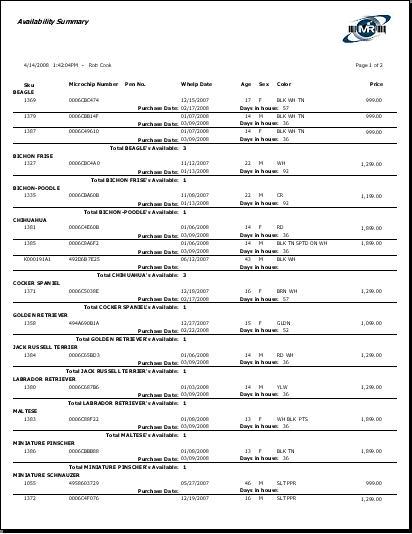 Availability Summary
MR
4/14/2008 1:42:04PM - Rob Cook Page 1 of 2
Sku Microchip Number Pen No. Whelp Date Age Sex Color Price
BEAGLE
1369 0006CBC474 12/15/2007 17 F BLK WH TN 999.00
Purchase Date: 02/17/2008 Days in house: 57
1379 0006CBB14F 01/07/2008 14 M BLK WH TN 999.00
Purchase Date: 03/09/2008 Days in house: 36
1387 0006C49610 01/07/2008 14 F BLK WH TN 999.00
Purchase Date: 03/09/2008 Days in house: 36
Total BEAGLE's Available: 3
BICHON FRISE
1327 0006CBC4A0 11/12/2007 22 M WH 1,299.00
Purchase Date: 01/13/2008 Days in house: 92
Total BICHON FRISE's Available: 1
BICHON-POODLE
1335 0006CBA60B 11/08/2007 22 M CR 1,199.00
Purchase Date: 01/13/2008 Days in house: 92
Total BICHON-POODLE's Available: 1
CHIHUAHUA
1381 0006C4E60B 01/06/2008 14 F RD 1,899.00
Purchase Date: 03/09/2008 Days in house: 36
1385 0006C8A6F2 01/06/2008 14 M BLK TN SPTD ON WH 1,899.00
Purchase Date: 03/09/2008 Days in house: 36
K000191A1 492D6B7E25 06/12/2007 43 M BLK WH
Purchase Date: Days in house:
Total CHIHUAHUA's Available: 3
COCKER SPANIEL
1371 0006C5038E 12/18/2007 16 F BRN WH 1,299.00
Purchase Date: 02/17/2008 Days in house: 57
Total COCKER SPANIEL's Available: 1
GOLDEN RETRIEVER
1358 494A690B1A 12/27/2007 15 F GLDN 1,099.00
Purchase Date: 02/22/2008 Days in house: 52
Total GOLDEN RETRIEVER's Available: 1
JACK RUSSELL TERRIER
1384 0006C65BD3 01/06/2008 14 M RD WH 1,299.00
Purchase Date: 03/09/2008 Days in house: 36
Total JACK RUSSELL TERRIER's Available: 1
LABRADOR RETRIEVER
1380 0006C687B6 01/03/2008 14 M YLW 1,299.00
Purchase Date: 03/09/2008 Days in house: 36
Total LABRADOR RETRIEVER's Available: 1
MALTESE
1383 0006C88F22 01/08/2008 13 F WH BLK PTS 1,899.00
Purchase Date: 03/09/2008 Days in house: 36
Total MALTESE's Available: 1
MINIATURE PINSCHER
1386 0006CBBB88 01/08/2008 13 F BLK TN 1,899.00
Purchase Date: 03/09/2008 Days in house: 36
Total MINIATURE PINSCHER's Available: 1
MINIATURE SCHNAUZER
1055 4958603729 05/27/2007 46 M SLT PPR 999.00
Purchase Date: Days in house:
1372 0006C4F076 12/19/2007 16 M SLT PPR 1,299.00